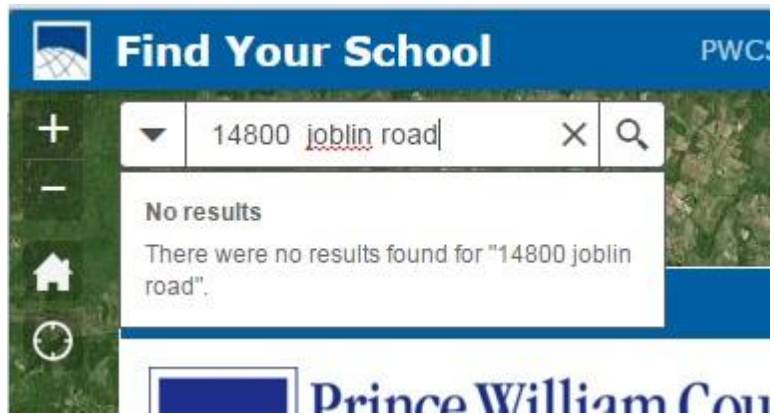 Find Your School
PWCS
14800  joblin road
No results
There were no results found for "14800 joblin
road".
Prince William Cou